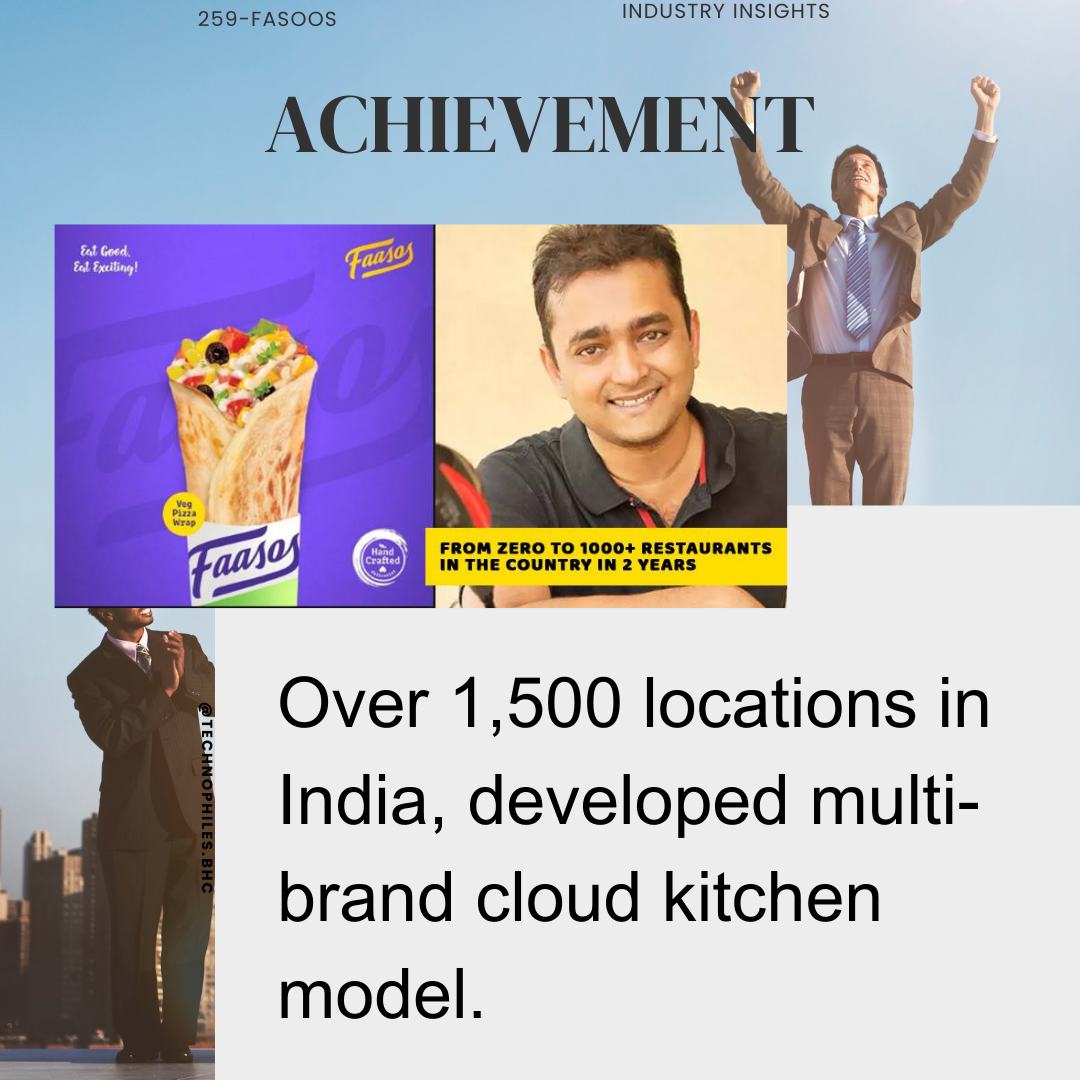 259-FASOOS
INDUSTRY INSIGHTS
ACHIEVEMENT
Eat Good,
Eat Exciting!
Faasos
Faasos
Veg
Pizza
Wrap
Faasos
The
Hand
Crafted
FROM ZERO TO 1000+ RESTAURANTS
IN THE COUNTRY IN 2 YEARS
Over 1,500 locations in
India, developed multi-
brand cloud kitchen
model.
@TECHNOPHILES.BHC